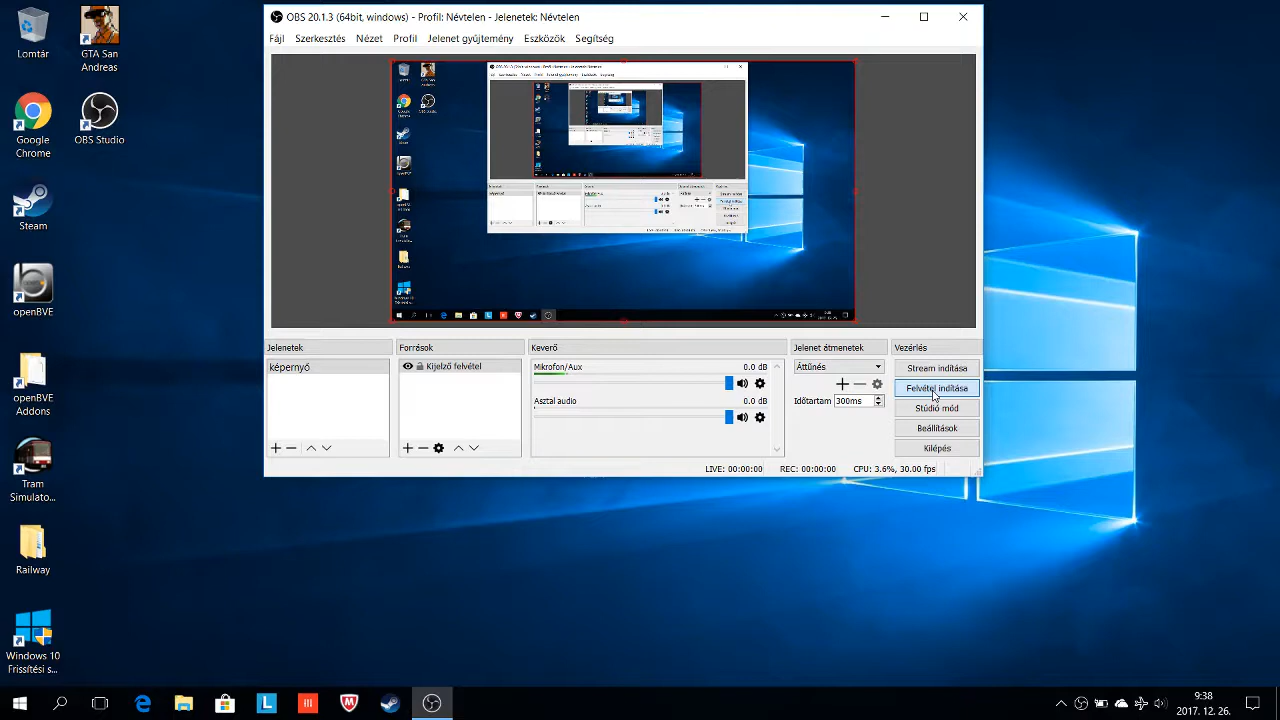 Lomtár
GTA San
Andreas
Google
Chrome
OBS Studio
Steam
openBVE
Addons
Tram
Simulato...
Railway
Windows 10
Frissítési s...
OBS 20.1.3 (64bit, windows) - Profil: Névtelen - Jelenetek: Névtelen
Fájl Szerkesztés Nézet Profil Jelenet gyűjtemény Eszközök Segítség
Jelenetek
képernyő
Források
Kijelző felvétel
Keverő
Mikrofon/Aux 0.0 dB
Asztal audio 0.0 dB
Jelenet átmenetek
Áttűnés
Időtartam 300ms
Vezérlés
Stream indítása
Felvétel indítása
Stúdió mód
Beállítások
Kilépés
LIVE: 00:00:00 REC: 00:00:00 CPU: 3.6%, 30.00 fps
9:38
2017. 12. 26.